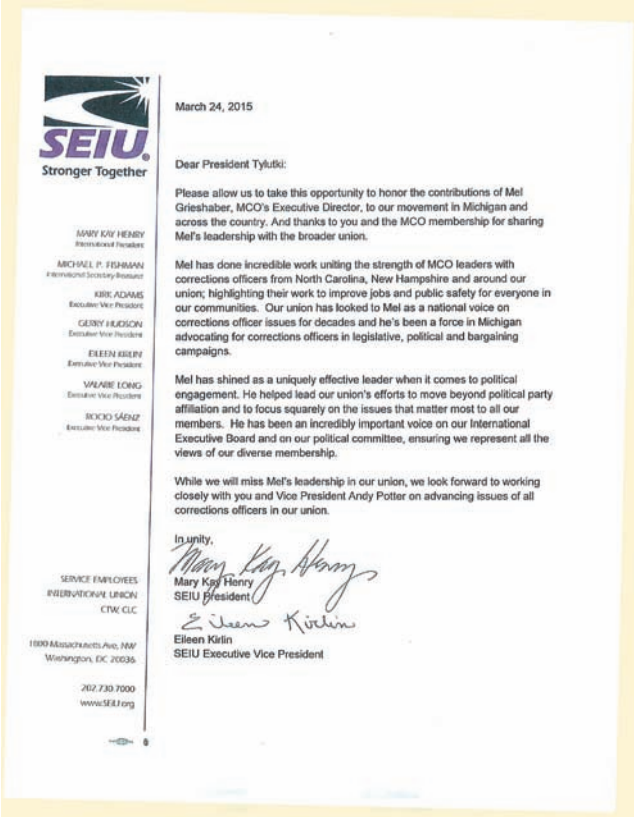 SEIU®
Stronger Together
MARY KAY HENRY
International President
MICHAEL P. FISHMAN
International Secretary-Treasurer
KIRK ADAMS
Executive Vice President
GERRY HUDSON
Executive Vice President
EILEEN KIRLIN
Executive Vice President
VALARIE LONG
Executive Vice President
ROCIO SÁENZ
Executive Vice President
SERVICE EMPLOYEES
INTERNATIONAL UNION
CTW, CLC
1800 Massachusetts Ave, NW
Washington, DC 20036
202.730.7000
www.SEIU.org
March 24, 2015
Dear President Tylutki:
Please allow us to take this opportunity to honor the contributions of Mel
Grieshaber, MCO's Executive Director, to our movement in Michigan and
across the country. And thanks to you and the MCO membership for sharing
Mel's leadership with the broader union.
Mel has done incredible work uniting the strength of MCO leaders with
corrections officers from North Carolina, New Hampshire and around our
union; highlighting their work to improve jobs and public safety for everyone in
our communities. Our union has looked to Mel as a national voice on
corrections officer issues for decades and he's been a force in Michigan
advocating for corrections officers in legislative, political and bargaining
campaigns.
Mel has shined as a uniquely effective leader when it comes to political
engagement. He helped lead our union's efforts to move beyond political party
affiliation and to focus squarely on the issues that matter most to all our
members. He has been an incredibly important voice on our International
Executive Board and on our political committee, ensuring we represent all the
views of our diverse membership.
While we will miss Mel's leadership in our union, we look forward to working
closely with you and Vice President Andy Potter on advancing issues of all
corrections officers in our union.
In unity,
Mary Kay Henry
Mary Kay Henry
SEIU President
Eileen Kirlin
Eileen Kirlin
SEIU Executive Vice President